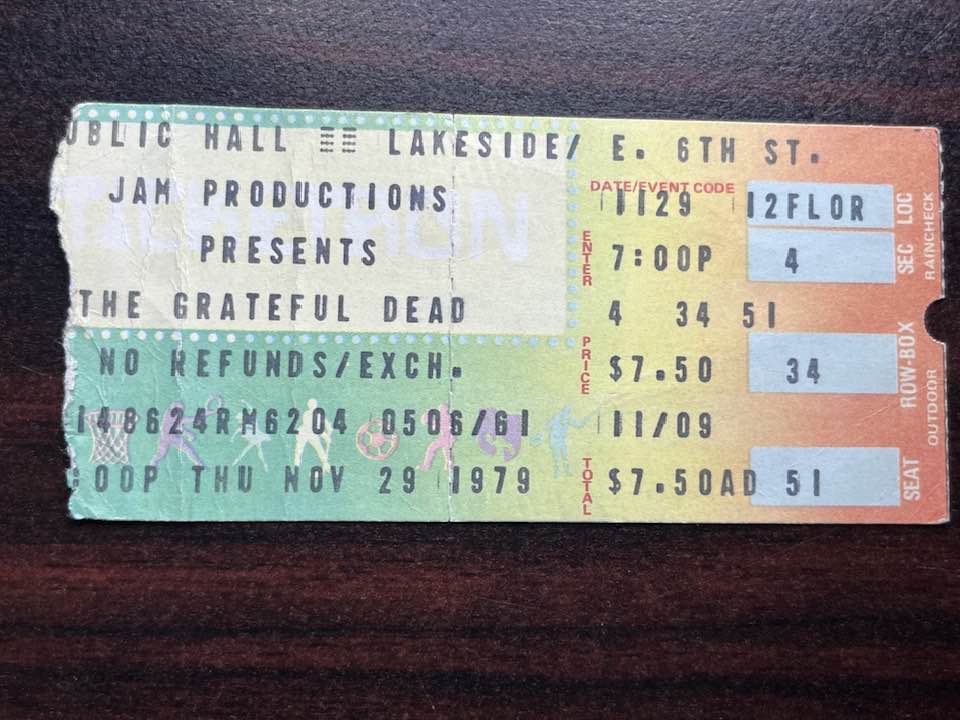 UBLIC HALL LAKESIDE/ E. 6TH ST.
JAM PRODUCTIONS
PRESENTS
THE GRATEFUL DEAD
NO REFUNDS/EXCH.
148624RM6204 0506/61
:00P THU NOV 29 1979
DATE/EVENT CODE
1129 12FLOR
ENTER 7:00P 4
4 34 51
PRICE $7.50 34
11/09
TOTAL $7.50AD 51
LOC
SEC
ROW-BOX
SEAT
RAINCHECK
OUTDOOR